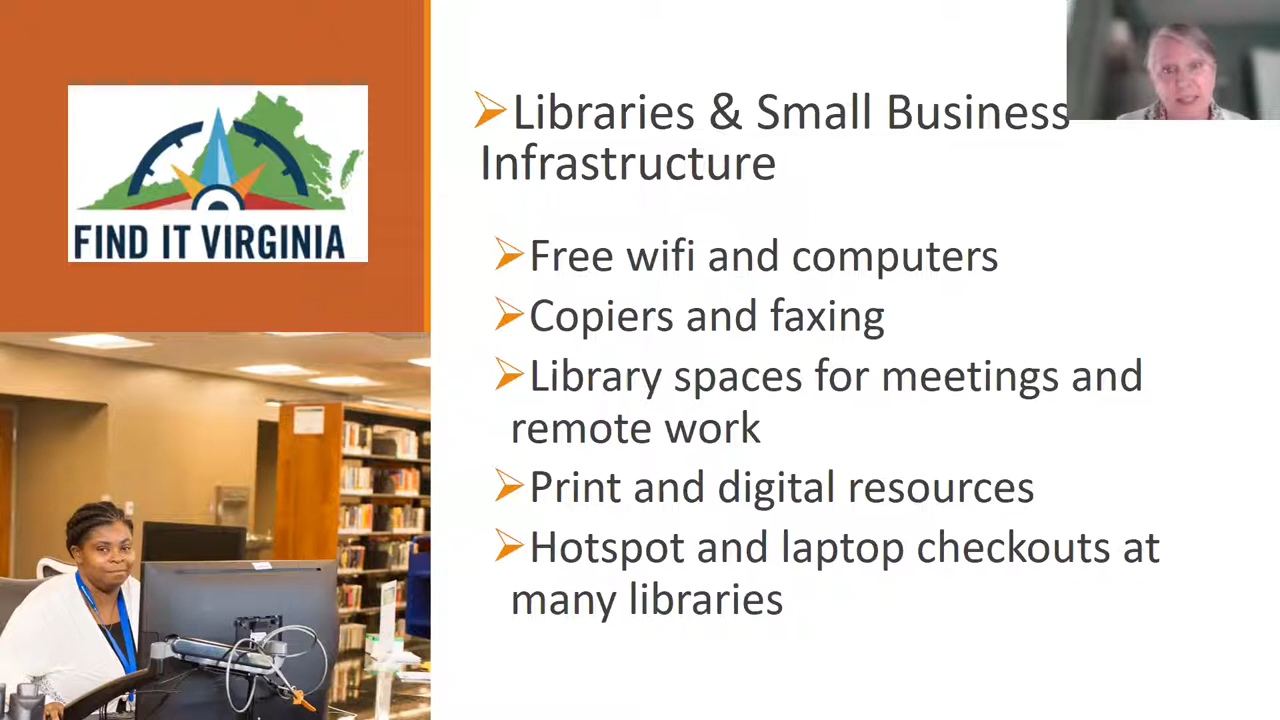 FIND IT VIRGINIA
Libraries & Small Business
Infrastructure
Free wifi and computers
Copiers and faxing
Library spaces for meetings and
remote work
Print and digital resources
Hotspot and laptop checkouts at
many libraries